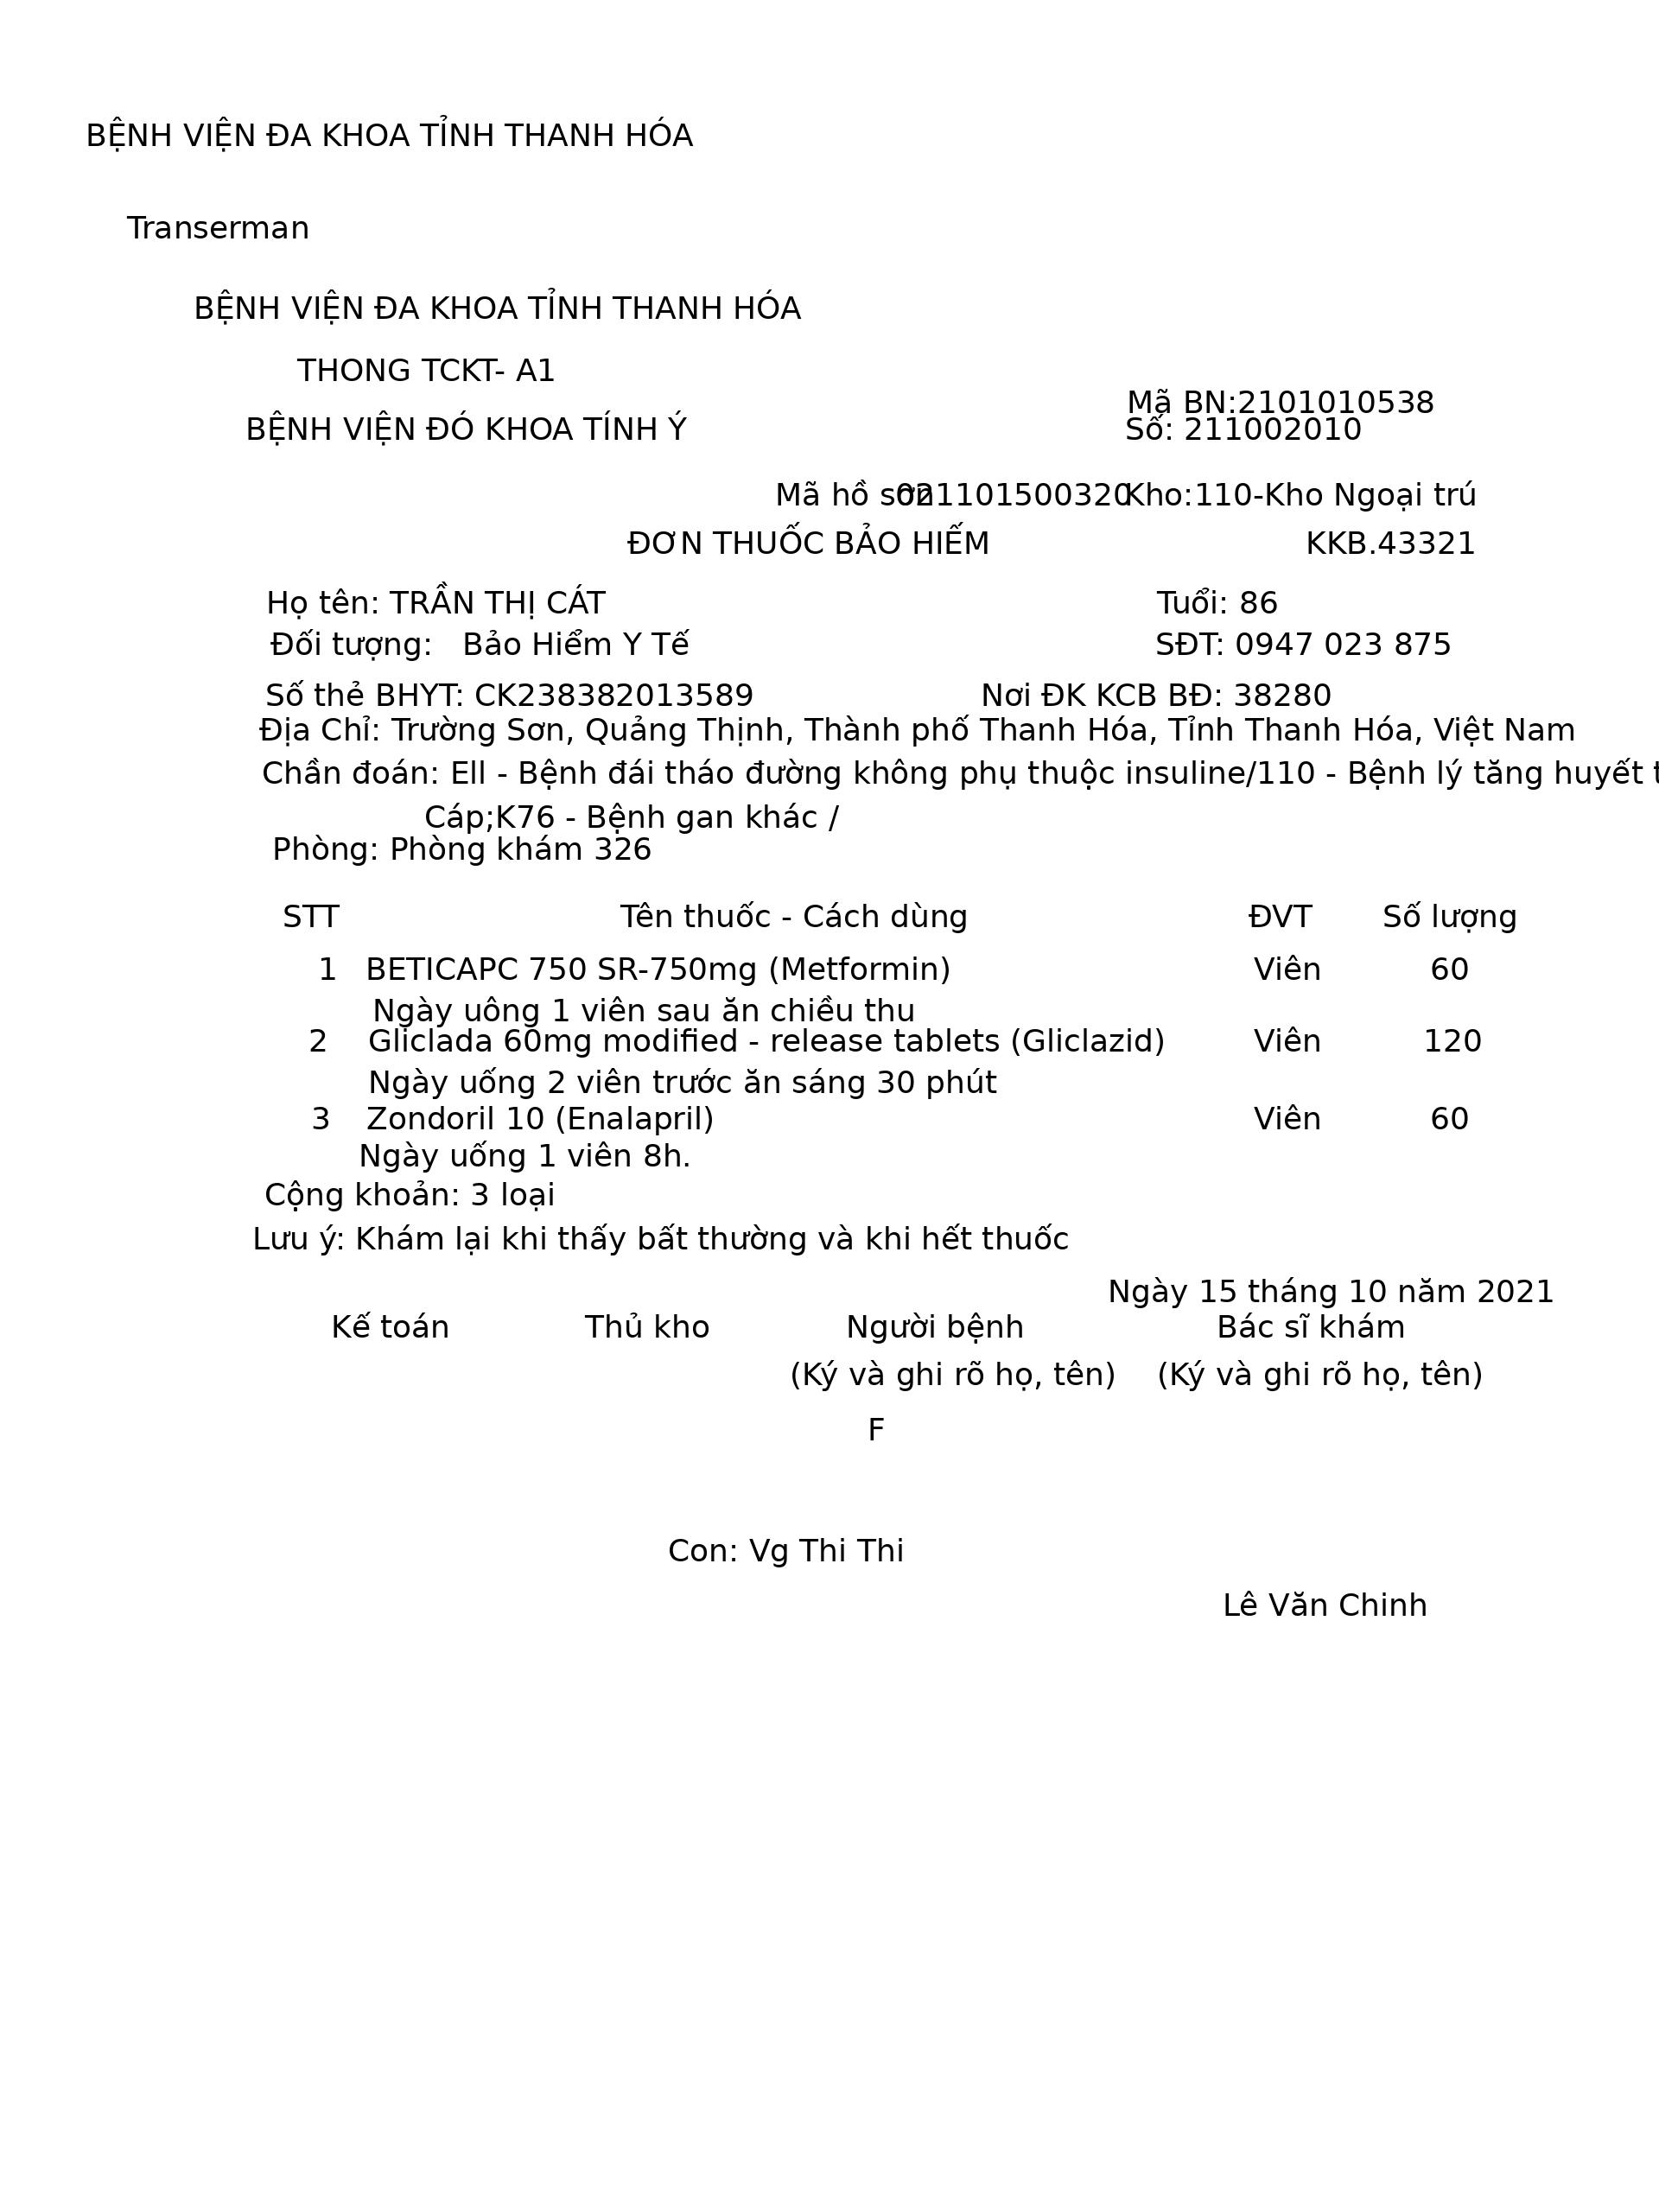 BỆNH VIỆN ĐA KHOA TỈNH THANH HÓA
Transerman
BỆNH VIỆN ĐA KHOA TỈNH THANH HÓA
THONG TCKT- A1
Mã BN:2101010538
BỆNH VIỆN ĐÓ KHOA TÍNH Ý Số: 211002010
Mã hồ sơn 021101500320 Kho:110-Kho Ngoại trú
ĐƠN THUỐC BẢO HIẾM KKB.43321
Họ tên: TRẦN THỊ CÁT Tuổi: 86
Đối tượng: Bảo Hiểm Y Tế SĐT: 0947 023 875
Số thẻ BHYT: CK238382013589 Nơi ĐK KCB BĐ: 38280
Địa Chỉ: Trường Sơn, Quảng Thịnh, Thành phố Thanh Hóa, Tỉnh Thanh Hóa, Việt Nam
Chần đoán: Ell - Bệnh đái tháo đường không phụ thuộc insuline/110 - Bệnh lý tăng huyết
Cáp;K76 - Bệnh gan khác /
Phòng: Phòng khám 326
STT Tên thuốc - Cách dùng ĐVT Số lượng
1 BETICAPC 750 SR-750mg (Metformin) Viên 60
Ngày uông 1 viên sau ăn chiều thu
2 Gliclada 60mg modified - release tablets (Gliclazid) Viên 120
Ngày uống 2 viên trước ăn sáng 30 phút
3 Zondoril 10 (Enalapril) Viên 60
Ngày uống 1 viên 8h.
Cộng khoản: 3 loại
Lưu ý: Khám lại khi thấy bất thường và khi hết thuốc
Ngày 15 tháng 10 năm 2021
Kế toán Thủ kho Người bệnh Bác sĩ khám
(Ký và ghi rõ họ, tên) (Ký và ghi rõ họ, tên)
F
Con: Vg Thi Thi
Lê Văn Chinh